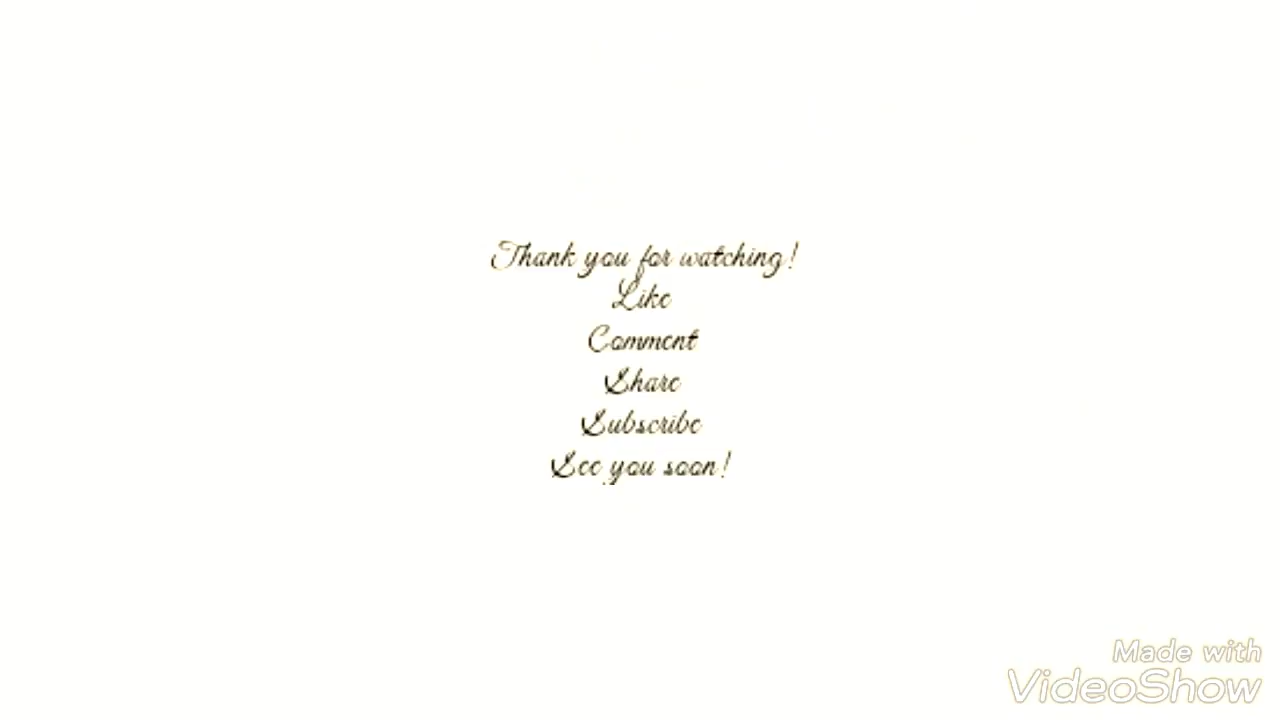 Thank you for watching!
Like
Comment
Share
Subscribe
See you soon!
Made with
VideoShow